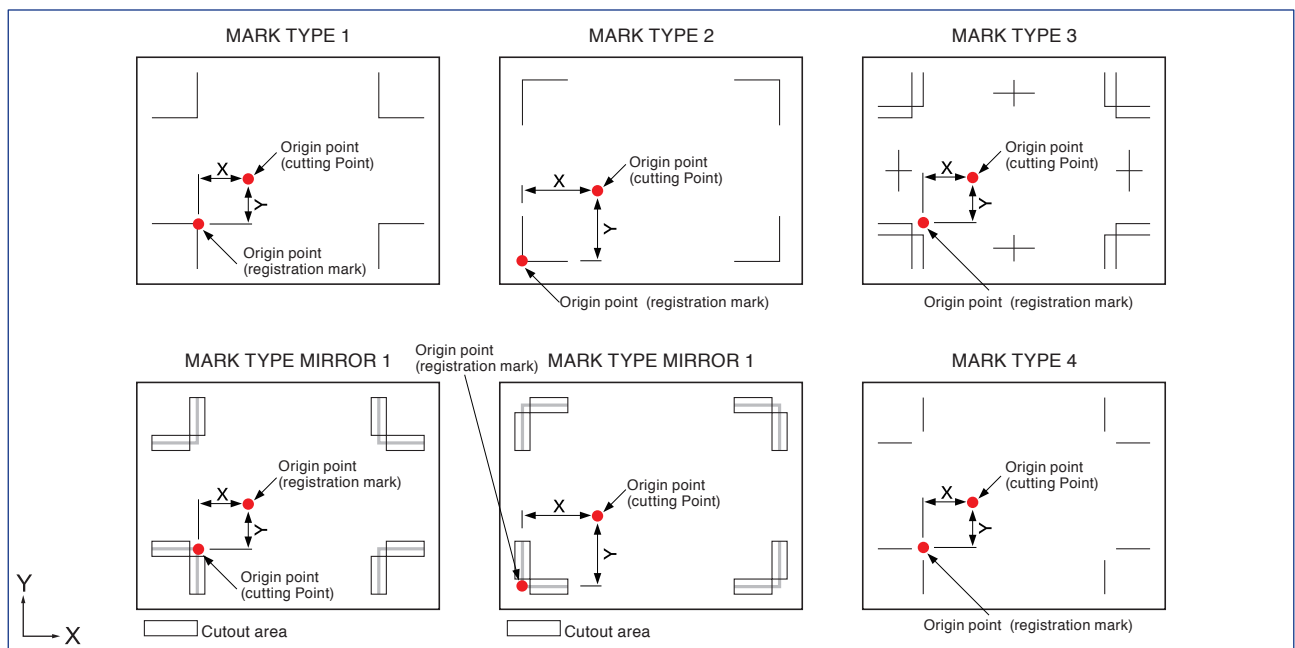 MARK TYPE 1
X
Origin point
(cutting Point)
Y
Origin point
(registration mark)
MARK TYPE 2
X
Origin point
(cutting Point)
Y
Origin point (registration mark)
MARK TYPE 3
X
Origin point
(cutting Point)
Y
Origin point (registration mark)
MARK TYPE MIRROR 1
X
Origin point
(registration mark)
Y
Origin point
(cutting Point)
Cutout area
Origin point
(registration mark)
MARK TYPE MIRROR 1
X
Origin point
(cutting Point)
Y
Cutout area
MARK TYPE 4
X
Origin point
(cutting Point)
Y
Origin point (registration mark)
Y
X